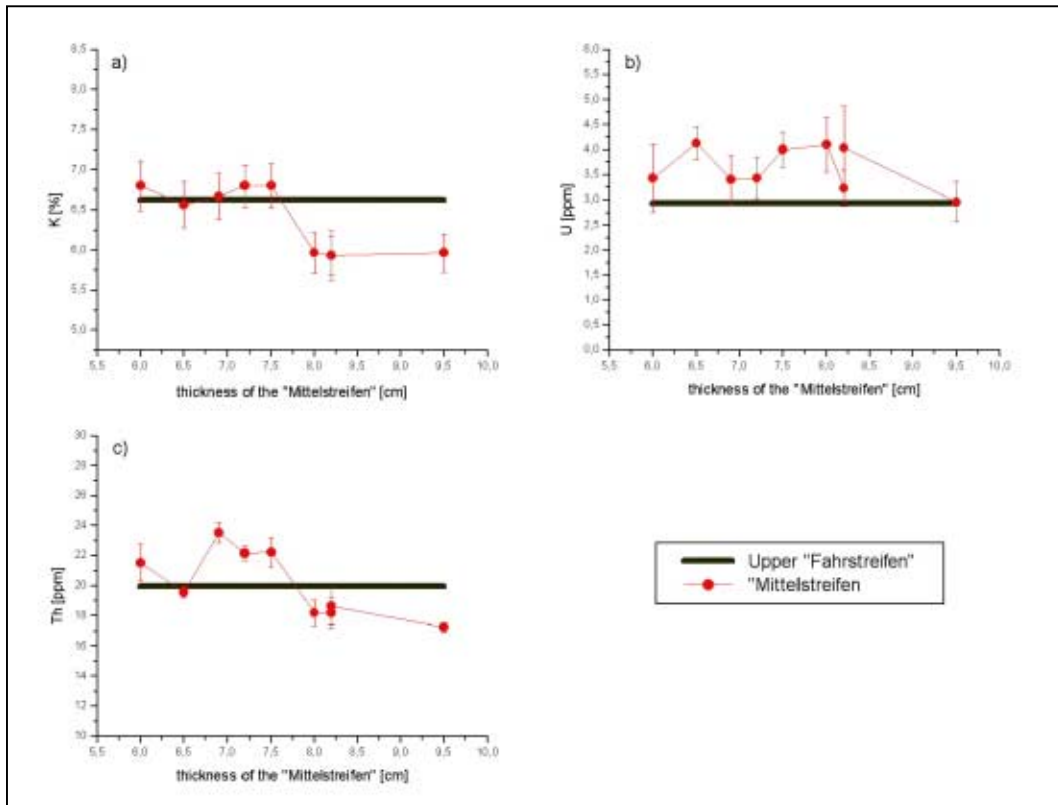 a)
8,5
8,0
7,5
7,0
6,5
6,0
5,5
5,0
K [%]
5,5 6,0 6,5 7,0 7,5 8,0 8,5 9,0 9,5 10,0
thickness of the "Mittelstreifen" [cm]
b)
6,0
5,5
5,0
4,5
4,0
3,5
3,0
2,5
2,0
1,5
1,0
0,5
0,0
U [ppm]
5,5 6,0 6,5 7,0 7,5 8,0 8,5 9,0 9,5 10,0
thickness of the "Mittelstreifen" [cm]
c)
30
28
26
24
22
20
18
16
14
12
10
Th [ppm]
5,5 6,0 6,5 7,0 7,5 8,0 8,5 9,0 9,5 10,0
thickness of the "Mittelstreifen" [cm]
Upper "Fahrstreifen"
"Mittelstreifen